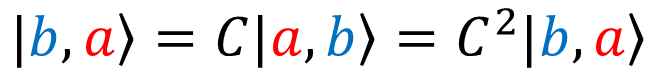 |b, a⟩ = C|a, b⟩ = C²|b, a⟩